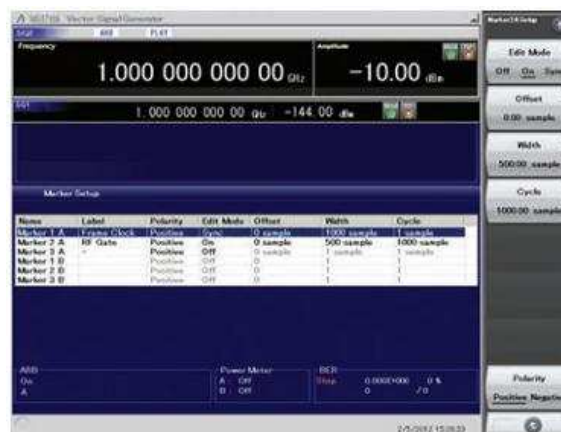 Vector Signal Generator
Marker2A Setup
SG2 ARB PLAY
Frequency
Amplitude
1.000 000 000 00 GHz
-10.00 dBm
SG1
1.000 000 000 00 GHz -144.00 dBm
Marker Setup
Name Label Polarity Edit Mode Offset Width Cycle
Marker 1 A Frame Clock Positive Sync 0 sample 1000 sample 1 sample
Marker 2 A RF Gate Positive On 0 sample 500 sample 1000 sample
Marker 3 A - Positive Off 0 sample 1 sample 1 sample
Marker 1 B Positive Off 0 1 1
Marker 2 B Positive Off 0 1 1
Marker 3 B Positive Off 0 1 1
ARB
On
A
Power Meter
A : Off
B : Off
BER
Stop 0.000E+000 0 %
0 / 0
Edit Mode
Off On Sync
Offset
0.00 sample
Width
500.00 sample
Cycle
1000.00 sample
Polarity
Positive Negative